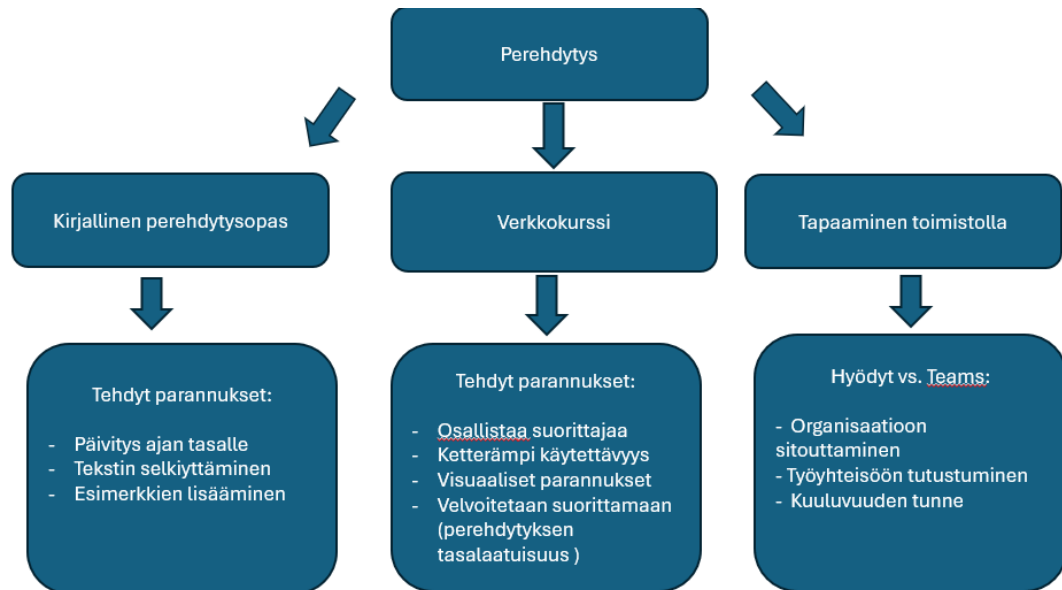 Perehdytys
Kirjallinen perehdytysopas
Verkkokurssi
Tapaaminen toimistolla
Tehdyt parannukset:
- Päivitys ajan tasalle
- Tekstin selkiyttäminen
- Esimerkkien lisääminen
Tehdyt parannukset:
- Osallistaa suorittajaa
- Ketterämpi käytettävyys
- Visuaaliset parannukset
- Velvoitetaan suorittamaan
(perehdytyksen
tasalaatuisuus )
Hyödyt vs. Teams:
- Organisaatioon
sitouttaminen
- Työyhteisöön tutustuminen
- Kuuluvuuden tunne